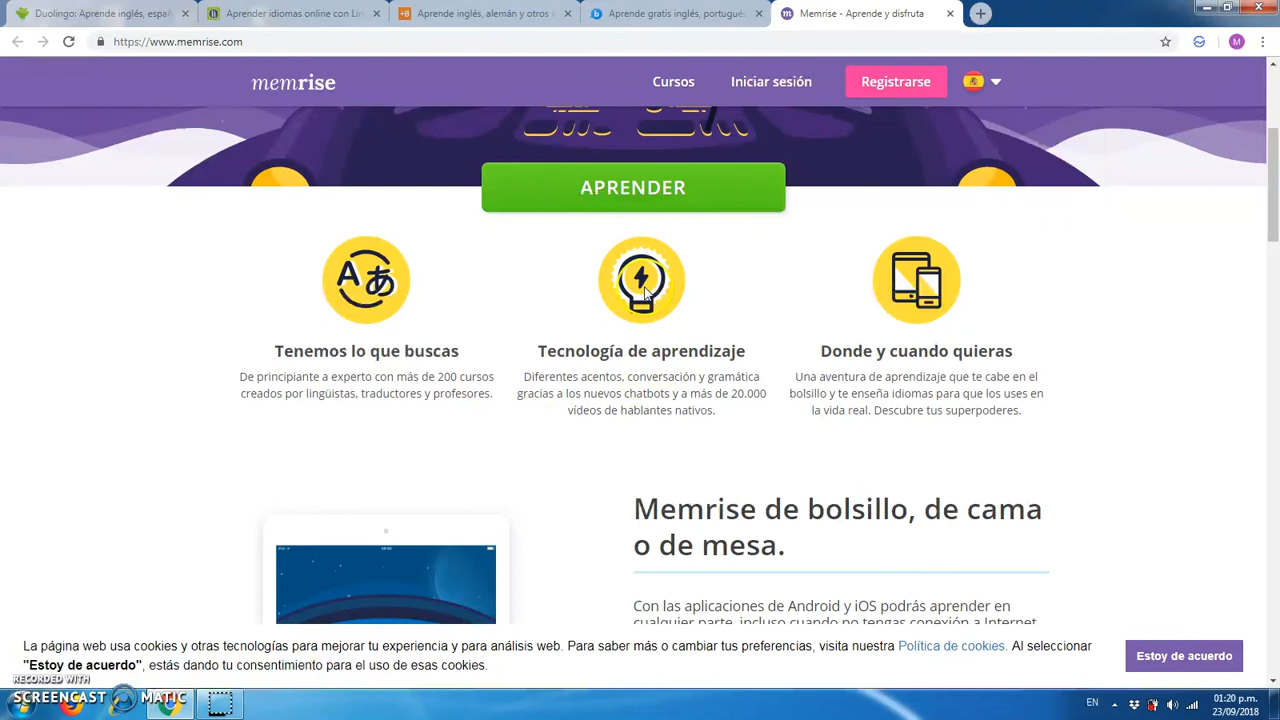 Duolingo: Aprende inglés, españ
Aprender idiomas online con Lin
Aprende inglés, alemán y otros
Aprende gratis inglés, portugués
Memrise - Aprende y disfruta
https://www.memrise.com
M
memrise
Cursos
Iniciar sesión
Registrarse
APRENDER
Tenemos lo que buscas
De principiante a experto con más de 200 cursos
creados por lingüistas, traductores y profesores.
Tecnología de aprendizaje
Diferentes acentos, conversación y gramática
gracias a los nuevos chatbots y a más de 20.000
vídeos de hablantes nativos.
Donde y cuando quieras
Una aventura de aprendizaje que te cabe en el
bolsillo y te enseña idiomas para que los uses en
la vida real. Descubre tus superpoderes.
Memrise de bolsillo, de cama
o de mesa.
Con las aplicaciones de Android y iOS podrás aprender en
cualquier parte, incluso cuando no tengas conexión a Internet
La página web usa cookies y otras tecnologías para mejorar tu experiencia y para análisis web. Para saber más o cambiar tus preferencias, visita nuestra Política de cookies. Al seleccionar
"Estoy de acuerdo", estás dando tu consentimiento para el uso de esas cookies.
Estoy de acuerdo
RECORDED WITH
SCREENCAST MATIC
EN
01:20 p.m.
23/09/2018